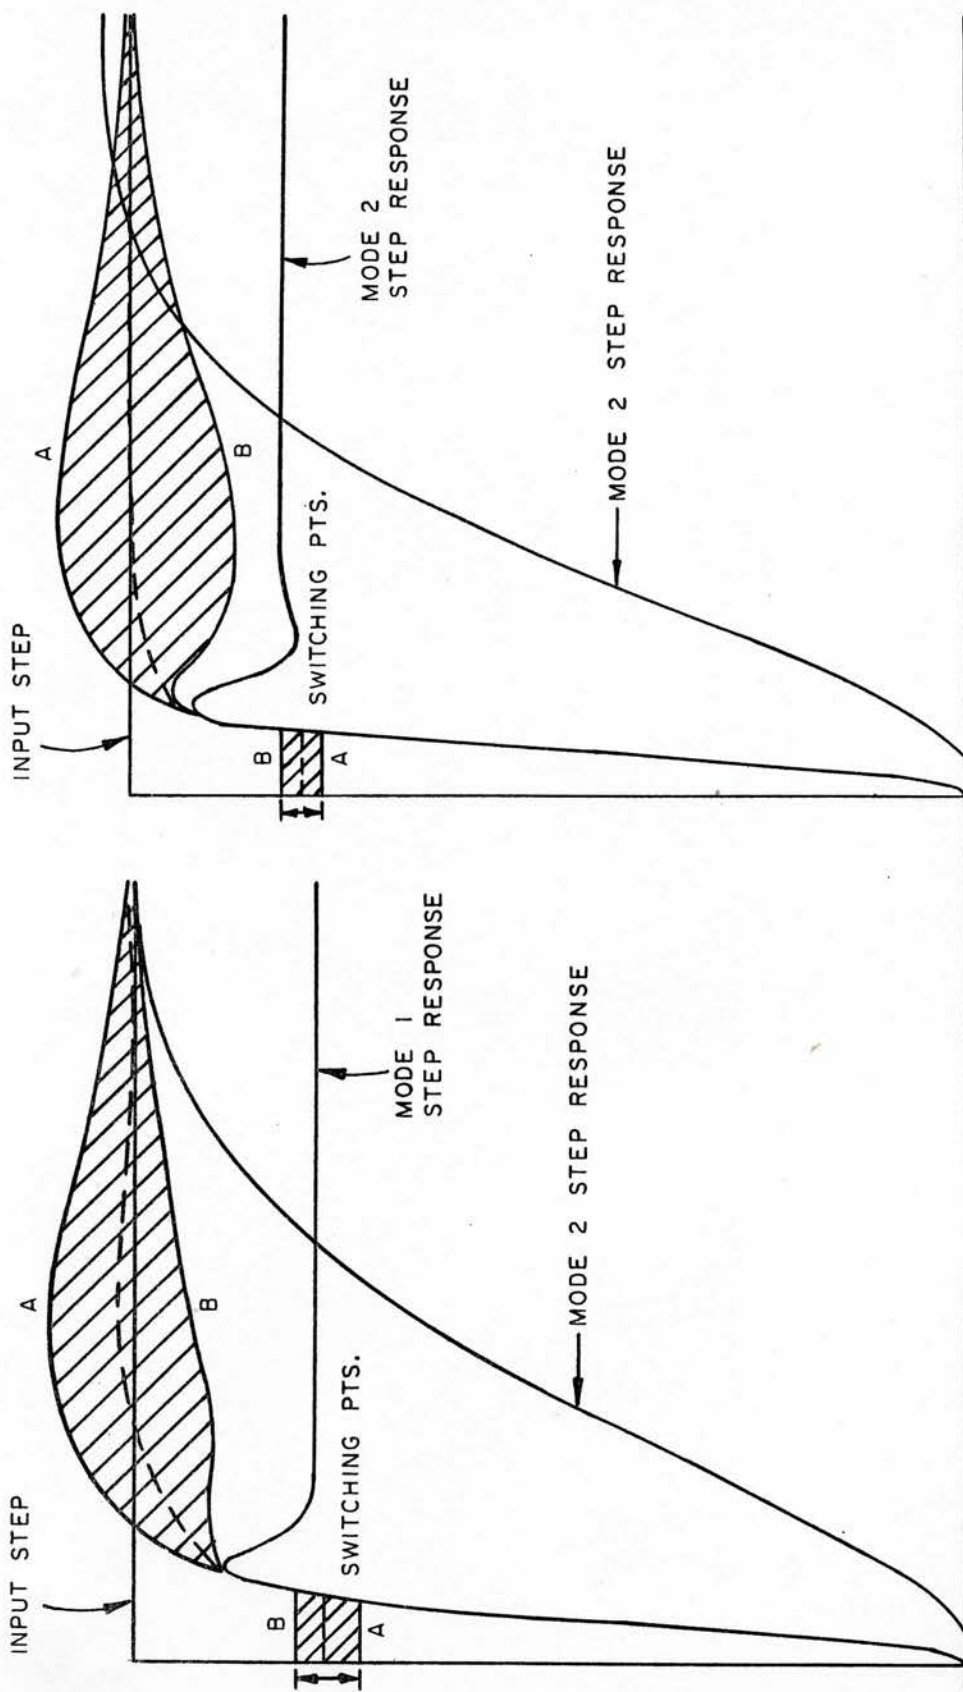 INPUT STEP
A
B
B
A
SWITCHING PTS.
MODE 1
STEP RESPONSE
MODE 2 STEP RESPONSE
INPUT STEP
A
B
B
A
SWITCHING PTS.
MODE 2
STEP RESPONSE
MODE 2 STEP RESPONSE